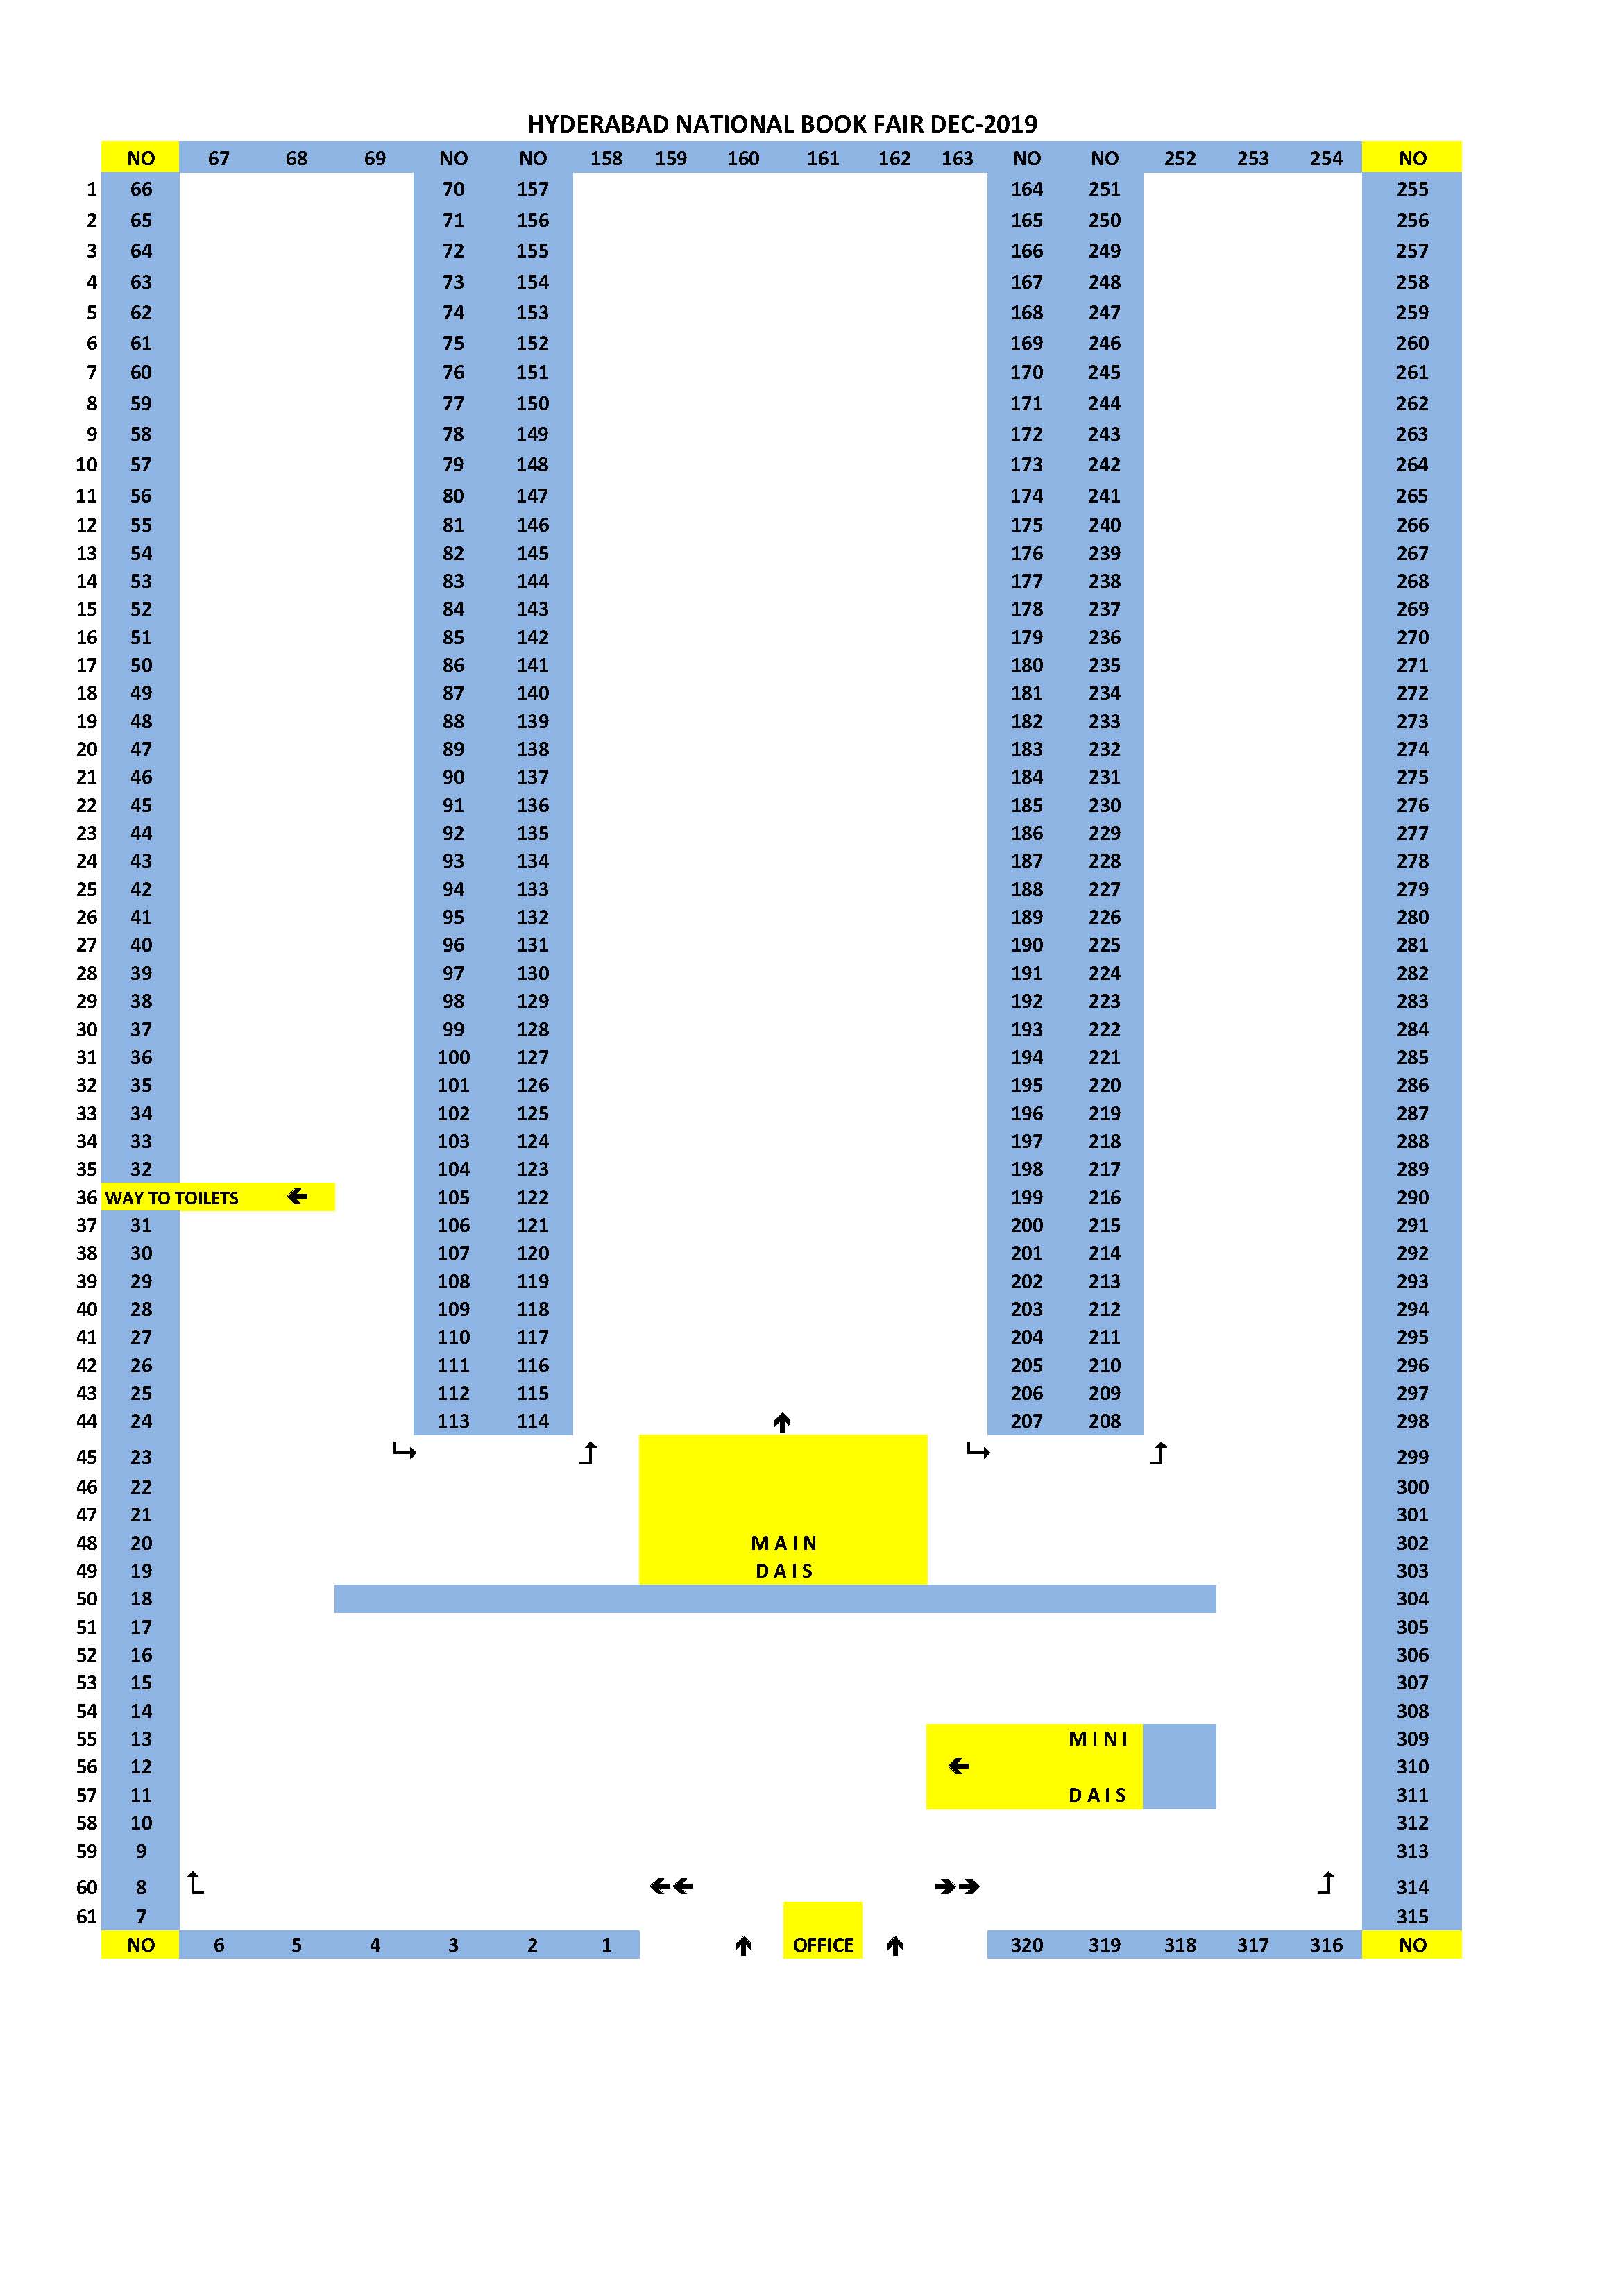 HYDERABAD NATIONAL BOOK FAIR DEC-2019
NO 67 68 69 NO NO 158 159 160 161 162 163 NO NO 252 253 254 NO
1 66 70 157 164 251 255
2 65 71 156 165 250 256
3 64 72 155 166 249 257
4 63 73 154 167 248 258
5 62 74 153 168 247 259
6 61 75 152 169 246 260
7 60 76 151 170 245 261
8 59 77 150 171 244 262
9 58 78 149 172 243 263
10 57 79 148 173 242 264
11 56 80 147 174 241 265
12 55 81 146 175 240 266
13 54 82 145 176 239 267
14 53 83 144 177 238 268
15 52 84 143 178 237 269
16 51 85 142 179 236 270
17 50 86 141 180 235 271
18 49 87 140 181 234 272
19 48 88 139 182 233 273
20 47 89 138 183 232 274
21 46 90 137 184 231 275
22 45 91 136 185 230 276
23 44 92 135 186 229 277
24 43 93 134 187 228 278
25 42 94 133 188 227 279
26 41 95 132 189 226 280
27 40 96 131 190 225 281
28 39 97 130 191 224 282
29 38 98 129 192 223 283
30 37 99 128 193 222 284
31 36 100 127 194 221 285
32 35 101 126 195 220 286
33 34 102 125 196 219 287
34 33 103 124 197 218 288
35 32 104 123 198 217 289
36 WAY TO TOILETS 105 122 199 216 290
37 31 106 121 200 215 291
38 30 107 120 201 214 292
39 29 108 119 202 213 293
40 28 109 118 203 212 294
41 27 110 117 204 211 295
42 26 111 116 205 210 296
43 25 112 115 206 209 297
44 24 113 114 207 208 298
45 23 299
46 22 300
47 21 301
48 20 MAIN 302
49 19 DAIS 303
50 18 304
51 17 305
52 16 306
53 15 307
54 14 308
55 13 MINI 309
56 12 310
57 11 DAIS 311
58 10 312
59 9 313
60 8 314
61 7 315
NO 6 5 4 3 2 1 OFFICE 320 319 318 317 316 NO